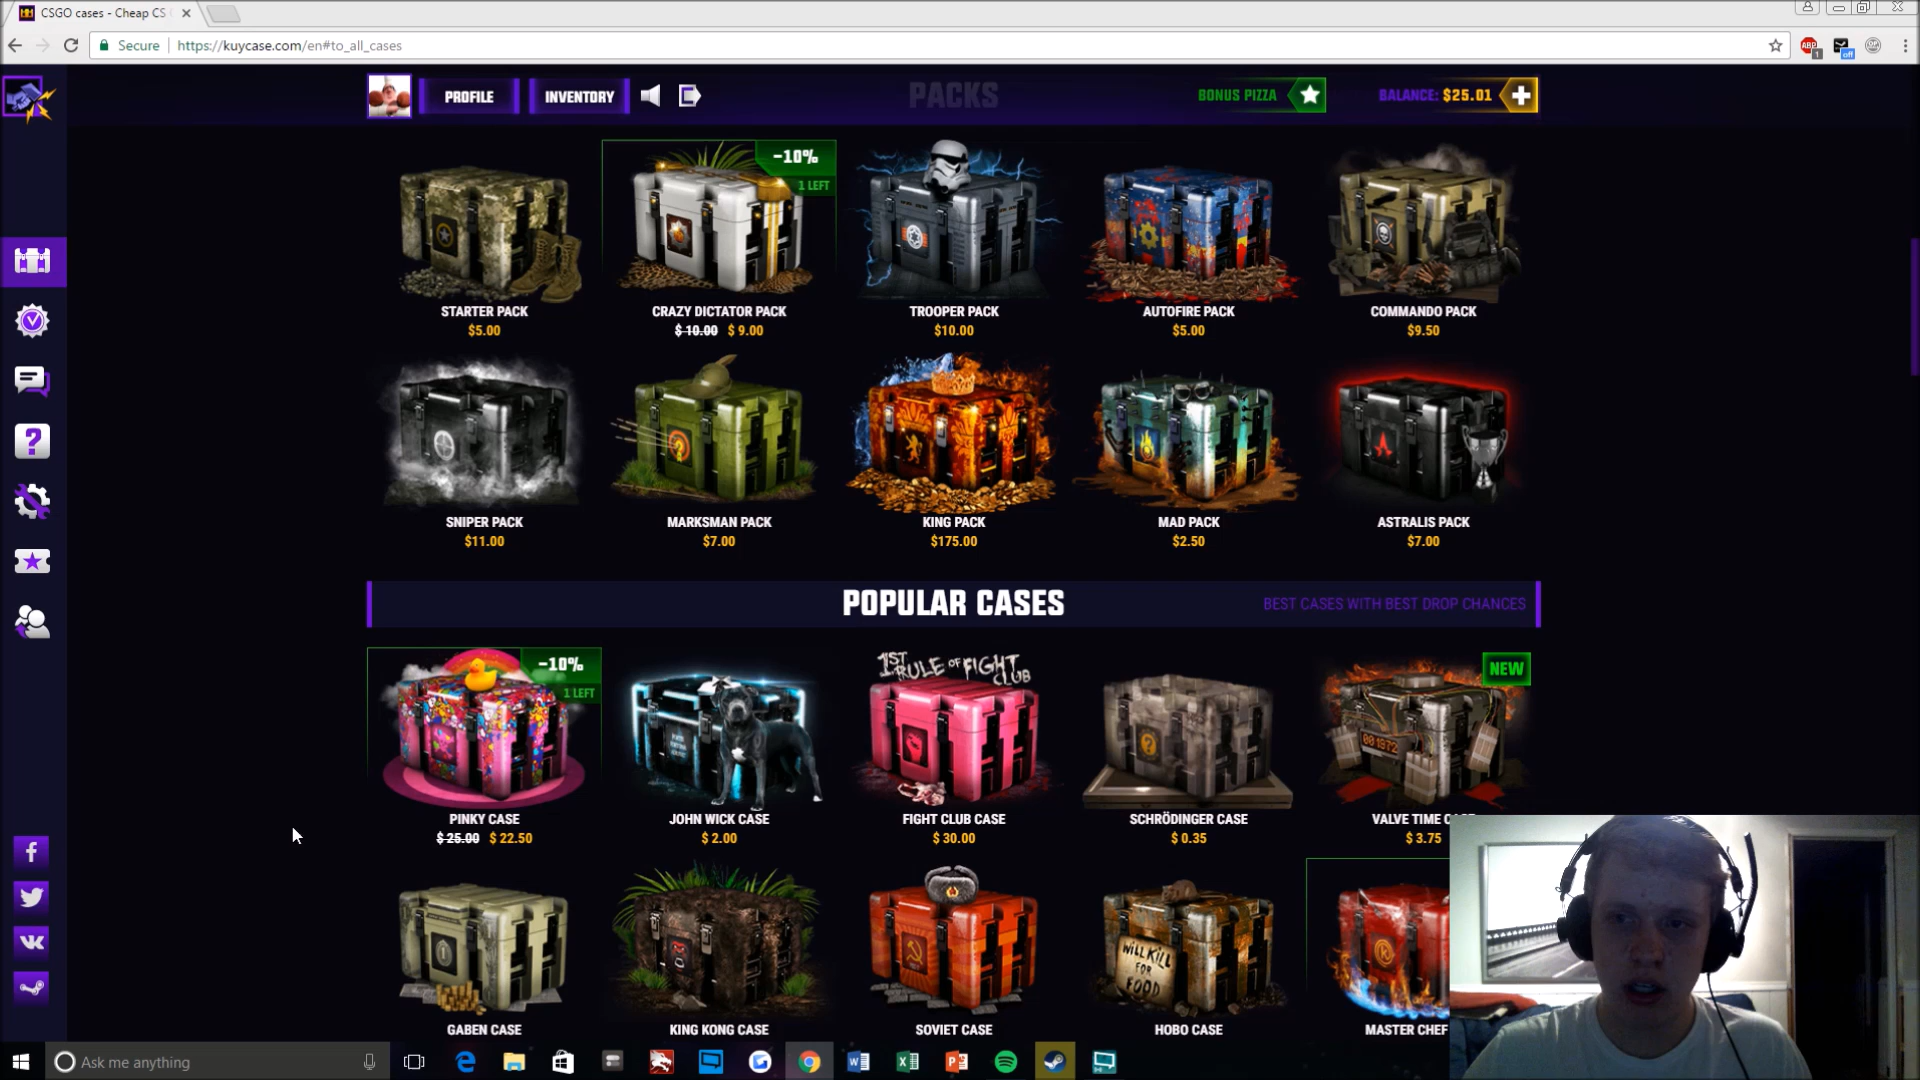 CSGO cases - Cheap CS
Secure
https://kuycase.com/en#to_all_cases
ABP
1
off
PROFILE
INVENTORY
PACKS
BONUS PIZZA
BALANCE: $25.01
-10%
1 LEFT
STARTER PACK
$5.00
CRAZY DICTATOR PACK
$ 10.00 $ 9.00
TROOPER PACK
$10.00
AUTOFIRE PACK
$5.00
COMMANDO PACK
$9.50
SNIPER PACK
$11.00
MARKSMAN PACK
$7.00
KING PACK
$175.00
MAD PACK
$2.50
ASTRALIS PACK
$7.00
POPULAR CASES
BEST CASES WITH BEST DROP CHANCES
-10%
1 LEFT
1ST RULE OF FIGHT CLUB
NEW
001972
PINKY CASE
$ 25.00 $ 22.50
JOHN WICK CASE
$ 2.00
FIGHT CLUB CASE
$ 30.00
SCHRÖDINGER CASE
$ 0.35
VALVE TIME
$ 3.75
WILL KILL FOR FOOD
GABEN CASE
KING KONG CASE
SOVIET CASE
HOBO CASE
MASTER CHEF
Ask me anything